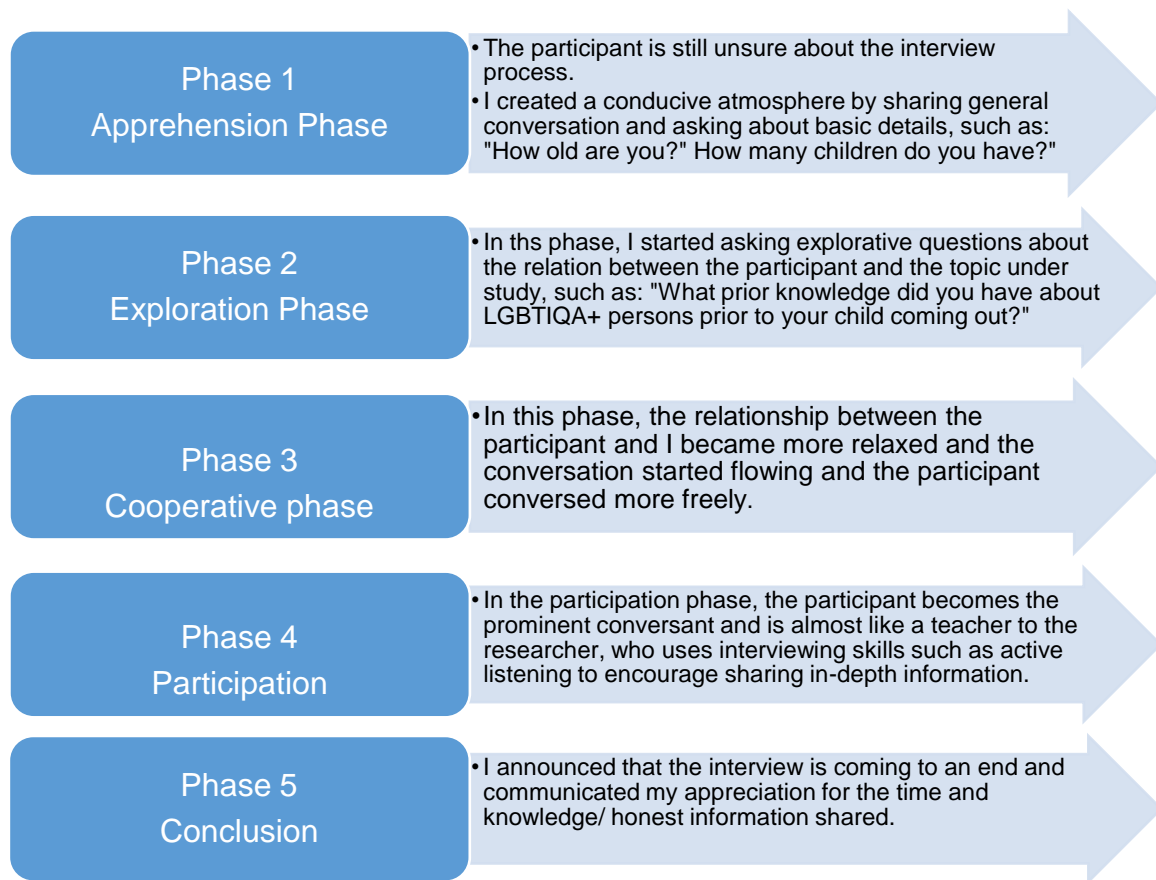 Phase 1
Apprehension Phase
•The participant is still unsure about the interview
process.
•I created a conducive atmosphere by sharing general
conversation and asking about basic details, such as:
"How old are you?" How many children do you have?"
Phase 2
Exploration Phase
•In ths phase, I started asking explorative questions about
the relation between the participant and the topic under
study, such as: "What prior knowledge did you have about
LGBTIQA+ persons prior to your child coming out?"
Phase 3
Cooperative phase
•In this phase, the relationship between the
participant and I became more relaxed and the
conversation started flowing and the participant
conversed more freely.
Phase 4
Participation
•In the participation phase, the participant becomes the
prominent conversant and is almost like a teacher to the
researcher, who uses interviewing skills such as active
listening to encourage sharing in-depth information.
Phase 5
Conclusion
•I announced that the interview is coming to an end and
communicated my appreciation for the time and
knowledge/ honest information shared.